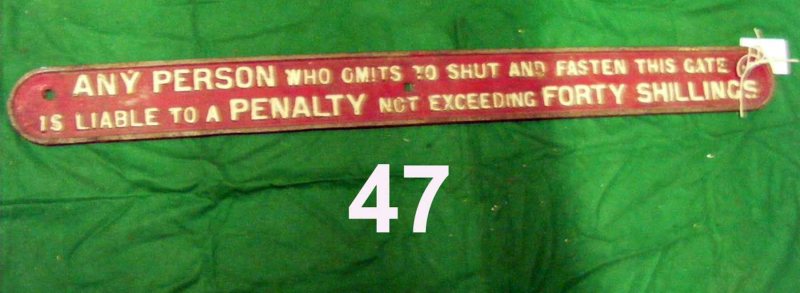 ANY PERSON WHO OMITS TO SHUT AND FASTEN THIS GATE
IS LIABLE TO A PENALTY NOT EXCEEDING FORTY SHILLINGS
47